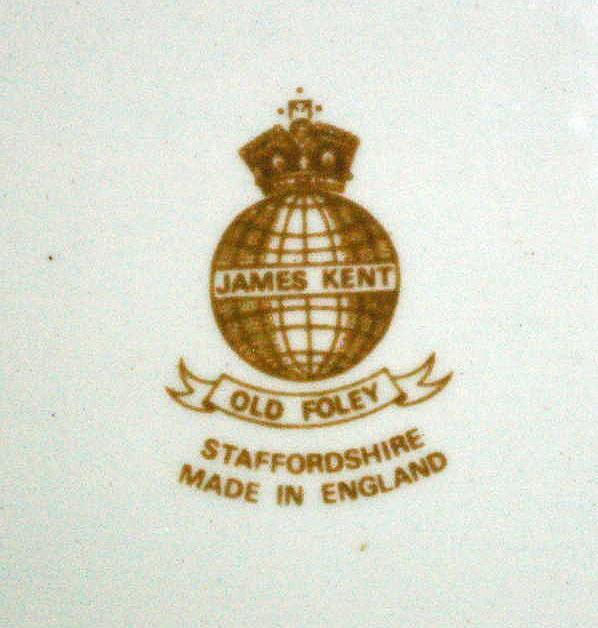 JAMES KENT
OLD FOLEY
STAFFORDSHIRE
MADE IN ENGLAND